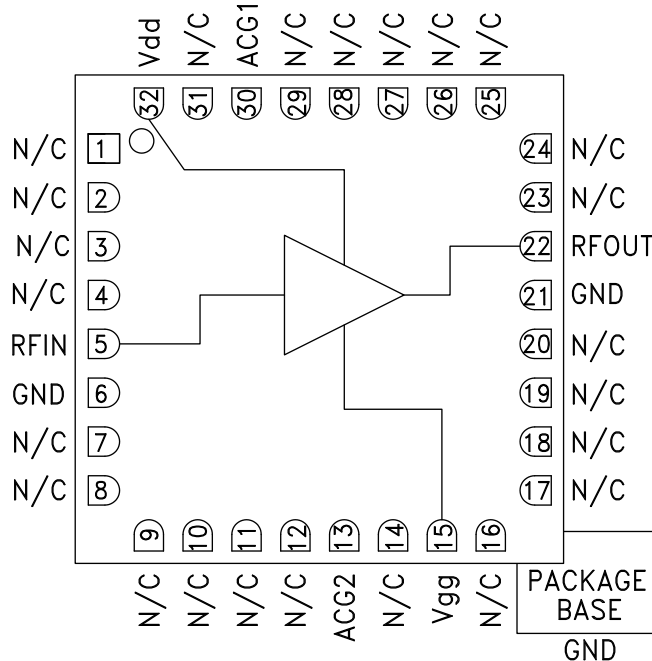 Vdd
N/C
ACG1
N/C
N/C
N/C
N/C
N/C
32
31
30
29
28
27
26
25
N/C 1
N/C 2
N/C 3
N/C 4
RFIN 5
GND 6
N/C 7
N/C 8
24 N/C
23 N/C
22 RFOUT
21 GND
20 N/C
19 N/C
18 N/C
17 N/C
9
10
11
12
13
14
15
16
N/C
N/C
N/C
N/C
ACG2
N/C
Vgg
N/C
PACKAGE
BASE
GND